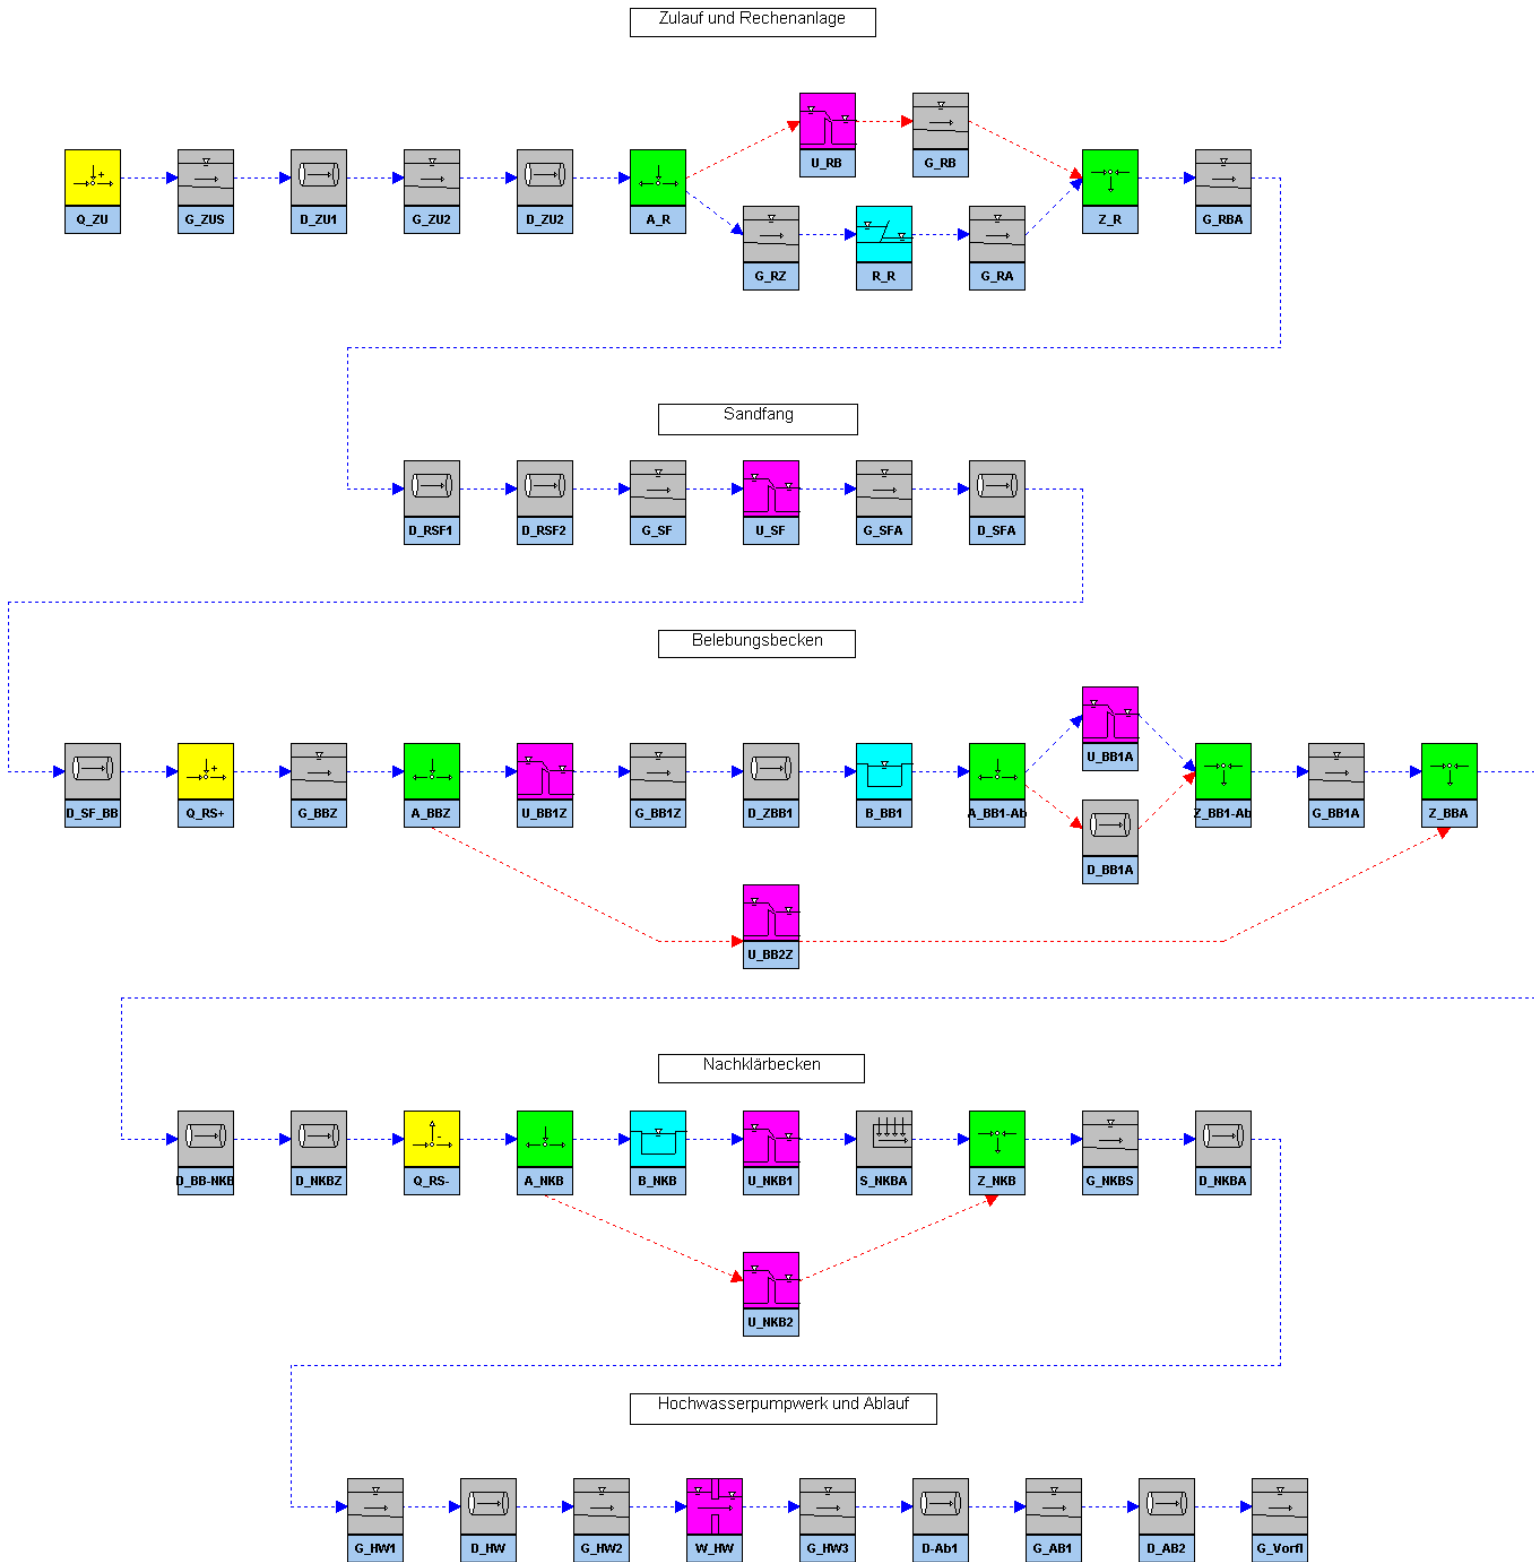 Zulauf und Rechenanlage
U_RB
G_RB
Q_ZU
G_ZUS
D_ZU1
G_ZU2
D_ZU2
A_R
Z_R
G_RBA
G_RZ
R_R
G_RA
Sandfang
D_RSF1
D_RSF2
G_SF
U_SF
G_SFA
D_SFA
Belebungsbecken
U_BB1A
D_SF_BB
Q_RS+
G_BBZ
A_BBZ
U_BB1Z
G_BB1Z
D_ZBB1
B_BB1
A_BB1-Ab
Z_BB1-Ab
G_BB1A
Z_BBA
D_BB1A
U_BB2Z
Nachklärbecken
D_BB-NKB
D_NKBZ
Q_RS-
A_NKB
B_NKB
U_NKB1
S_NKBA
Z_NKB
G_NKBS
D_NKBA
U_NKB2
Hochwasserpumpwerk und Ablauf
G_HW1
D_HW
G_HW2
W_HW
G_HW3
D-Ab1
G_AB1
D_AB2
G_Vorfl